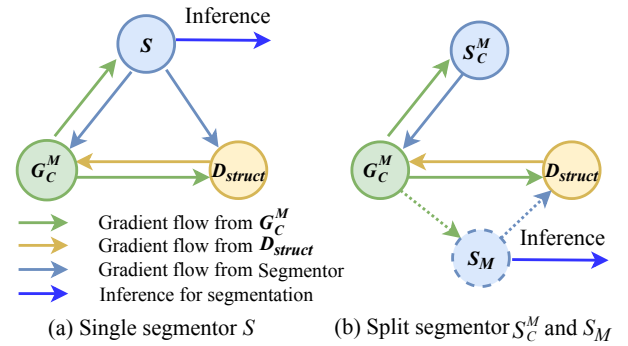 Inference
S
S_C^M
G_C^M
D_struct
G_C^M
D_struct
S_M
Inference
Gradient flow from G_C^M
Gradient flow from D_struct
Gradient flow from Segmentor
Inference for segmentation
(a) Single segmentor S
(b) Split segmentor S_C^M and S_M